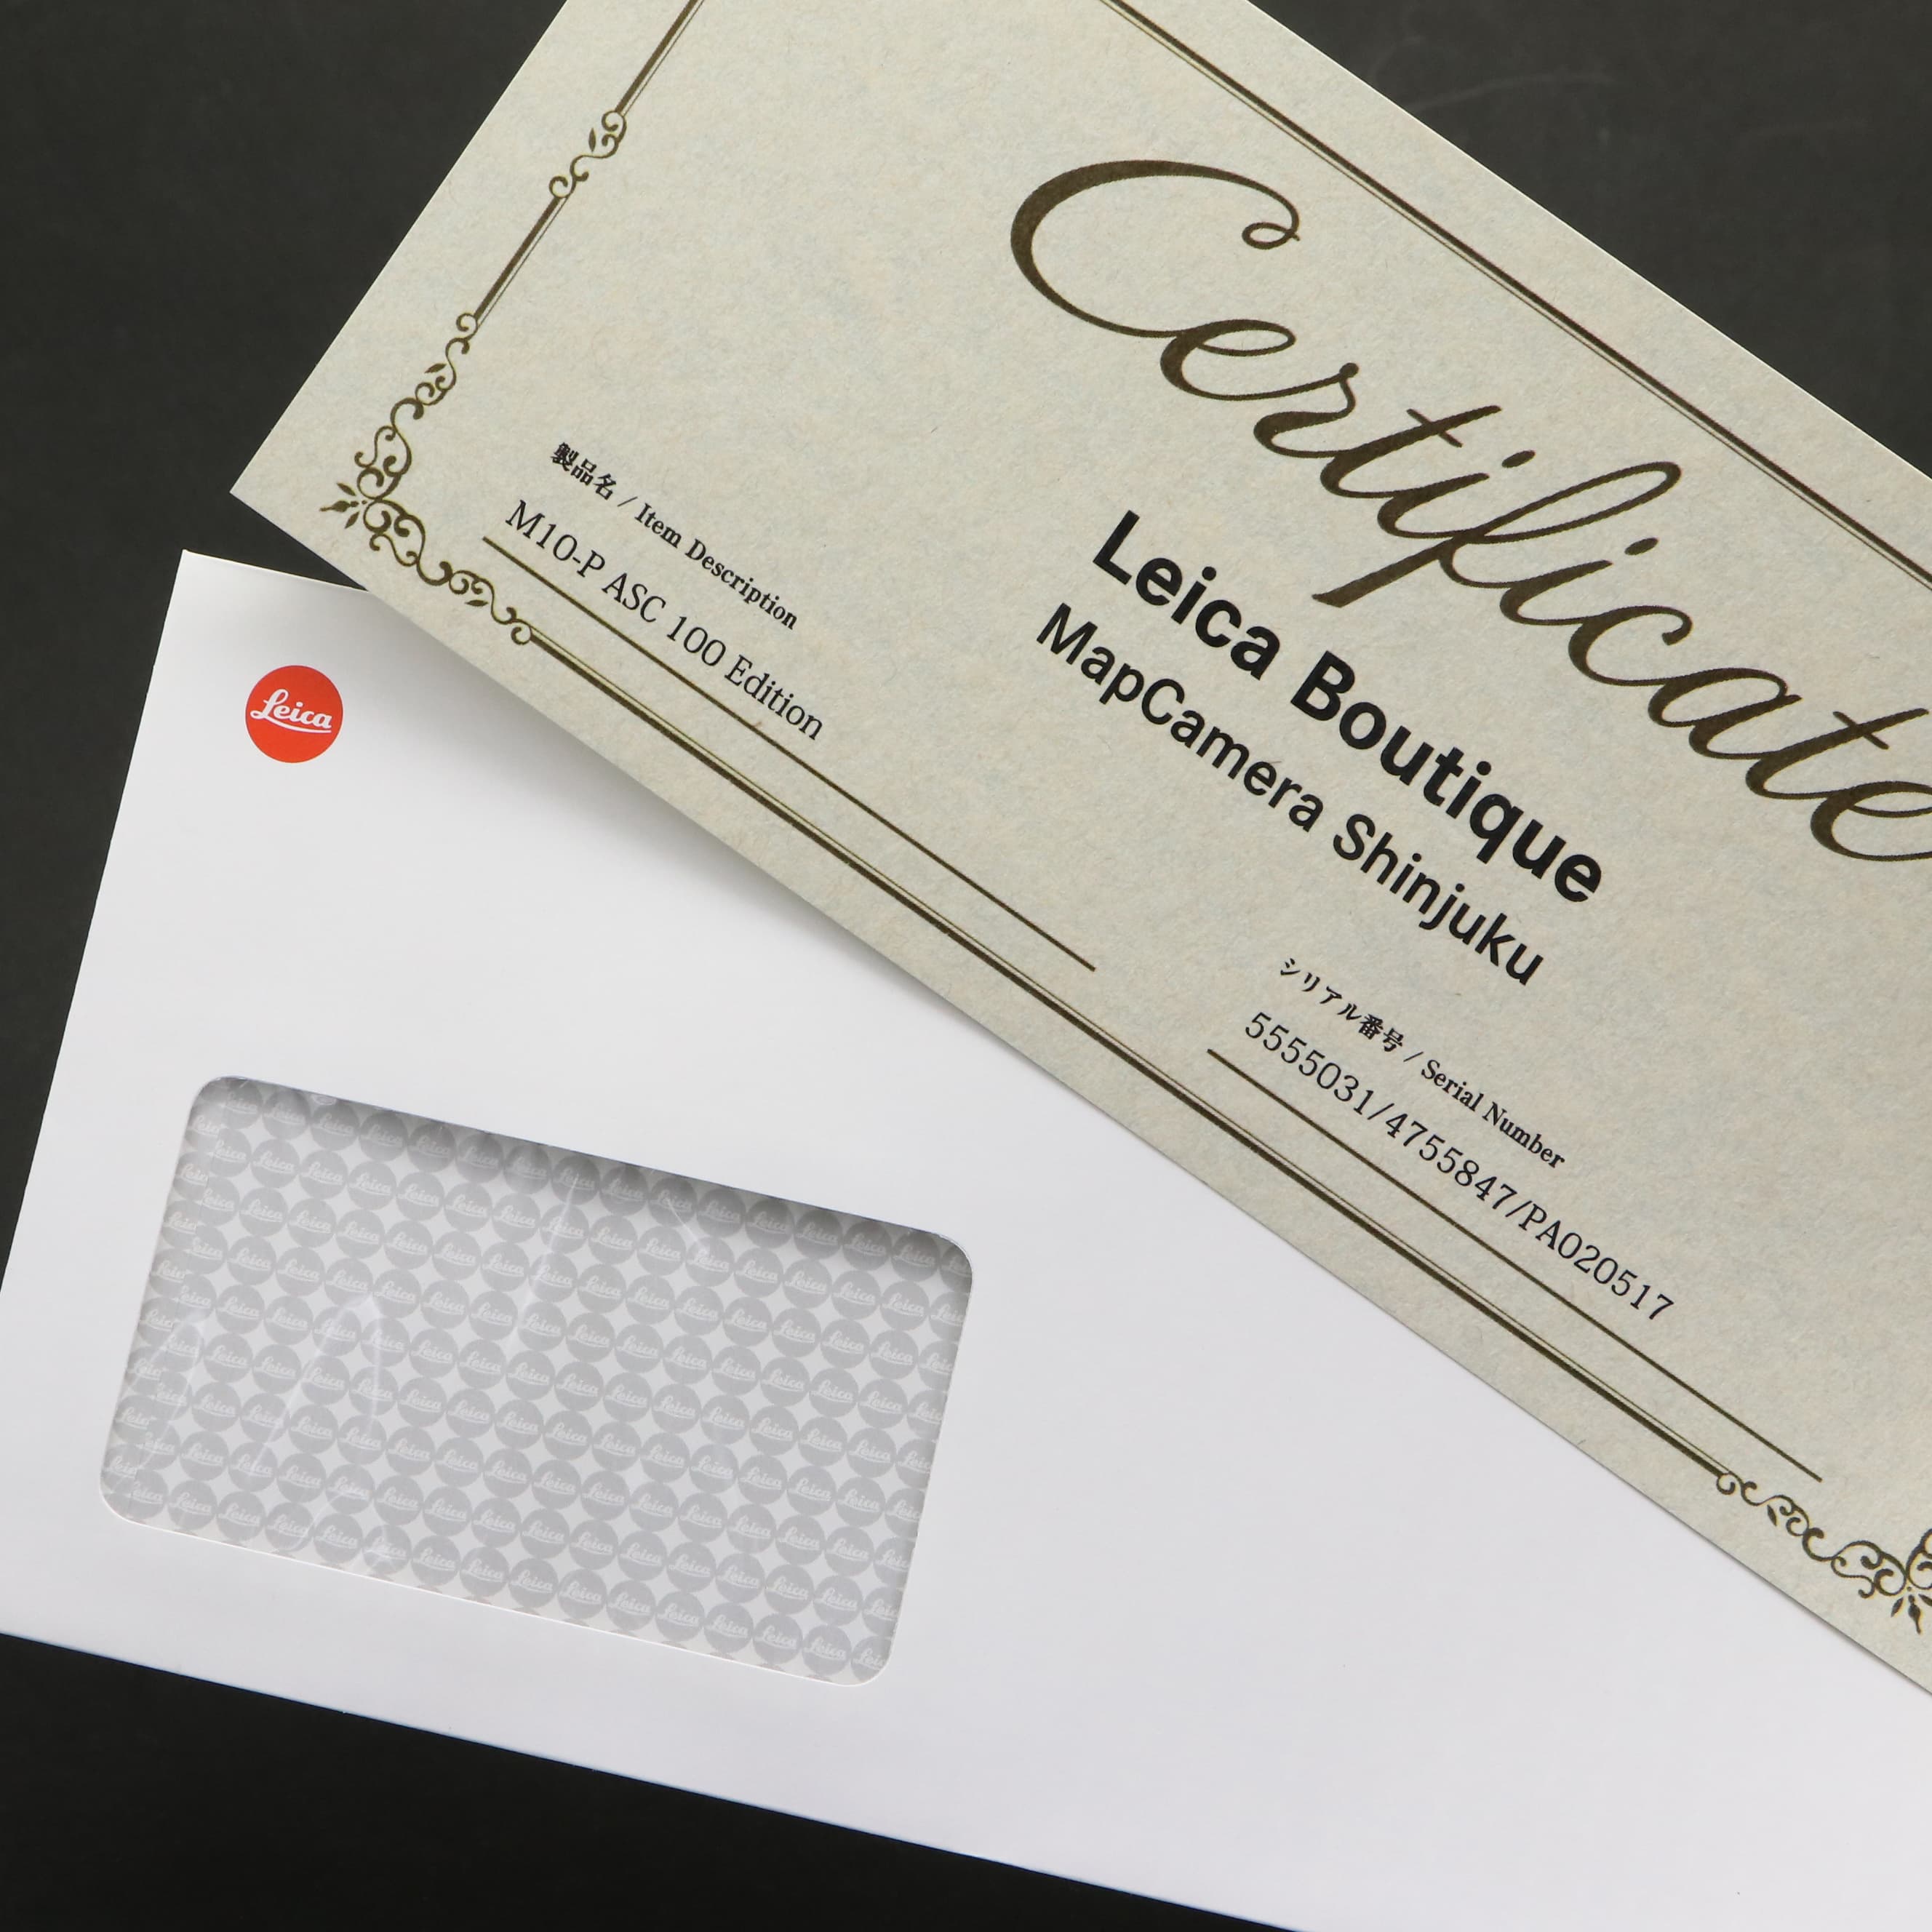 Certificate
Leica Boutique
MapCamera Shinjuku
製品名 / Item Description
M10-P ASC 100 Edition
シリアル番号 / Serial Number
5555031/4755847/PA020517
Leica